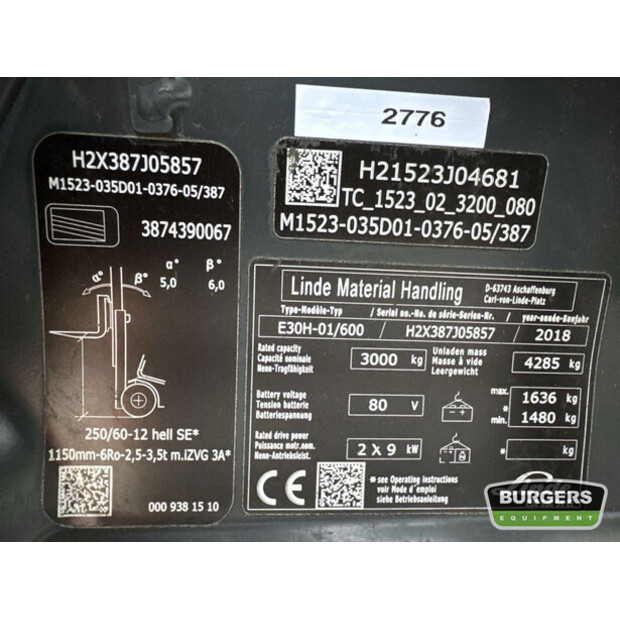 2776
H2X387J05857
M1523-035D01-0376-05/387
3874390067
α° β°
α° β°
5,0 6,0
250/60-12 hell SE*
1150mm-6Ro-2,5-3,5t m.iZVG 3A*
000 938 15 10
H21523J04681
TC_1523_02_3200_080
M1523-035D01-0376-05/387
Linde Material Handling
D-63743 Aschaffenburg
Carl-von-Linde-Platz
Type-Modèle-Typ / Serial no.-No. de série-Serien-Nr. / year-année-Baujahr
E30H-01/600 / H2X387J05857 / 2018
Rated capacity
Capacité nominale
Nenn-Tragfähigkeit
3000 kg
Unladen mass
Masse à vide
Leergewicht
4285 kg
Battery voltage
Tension batterie
Batteriespannung
80 V
max. 1636 kg
*
min. 1480 kg
Rated drive power
Puissance motr.nom.
Nenn-Antriebsleist.
2 X 9 kW
* kg
CE
* see Operating instructions
voir Mode d'emploi
siehe Betriebsanleitung
Linde
BURGERS
EQUIPMENT